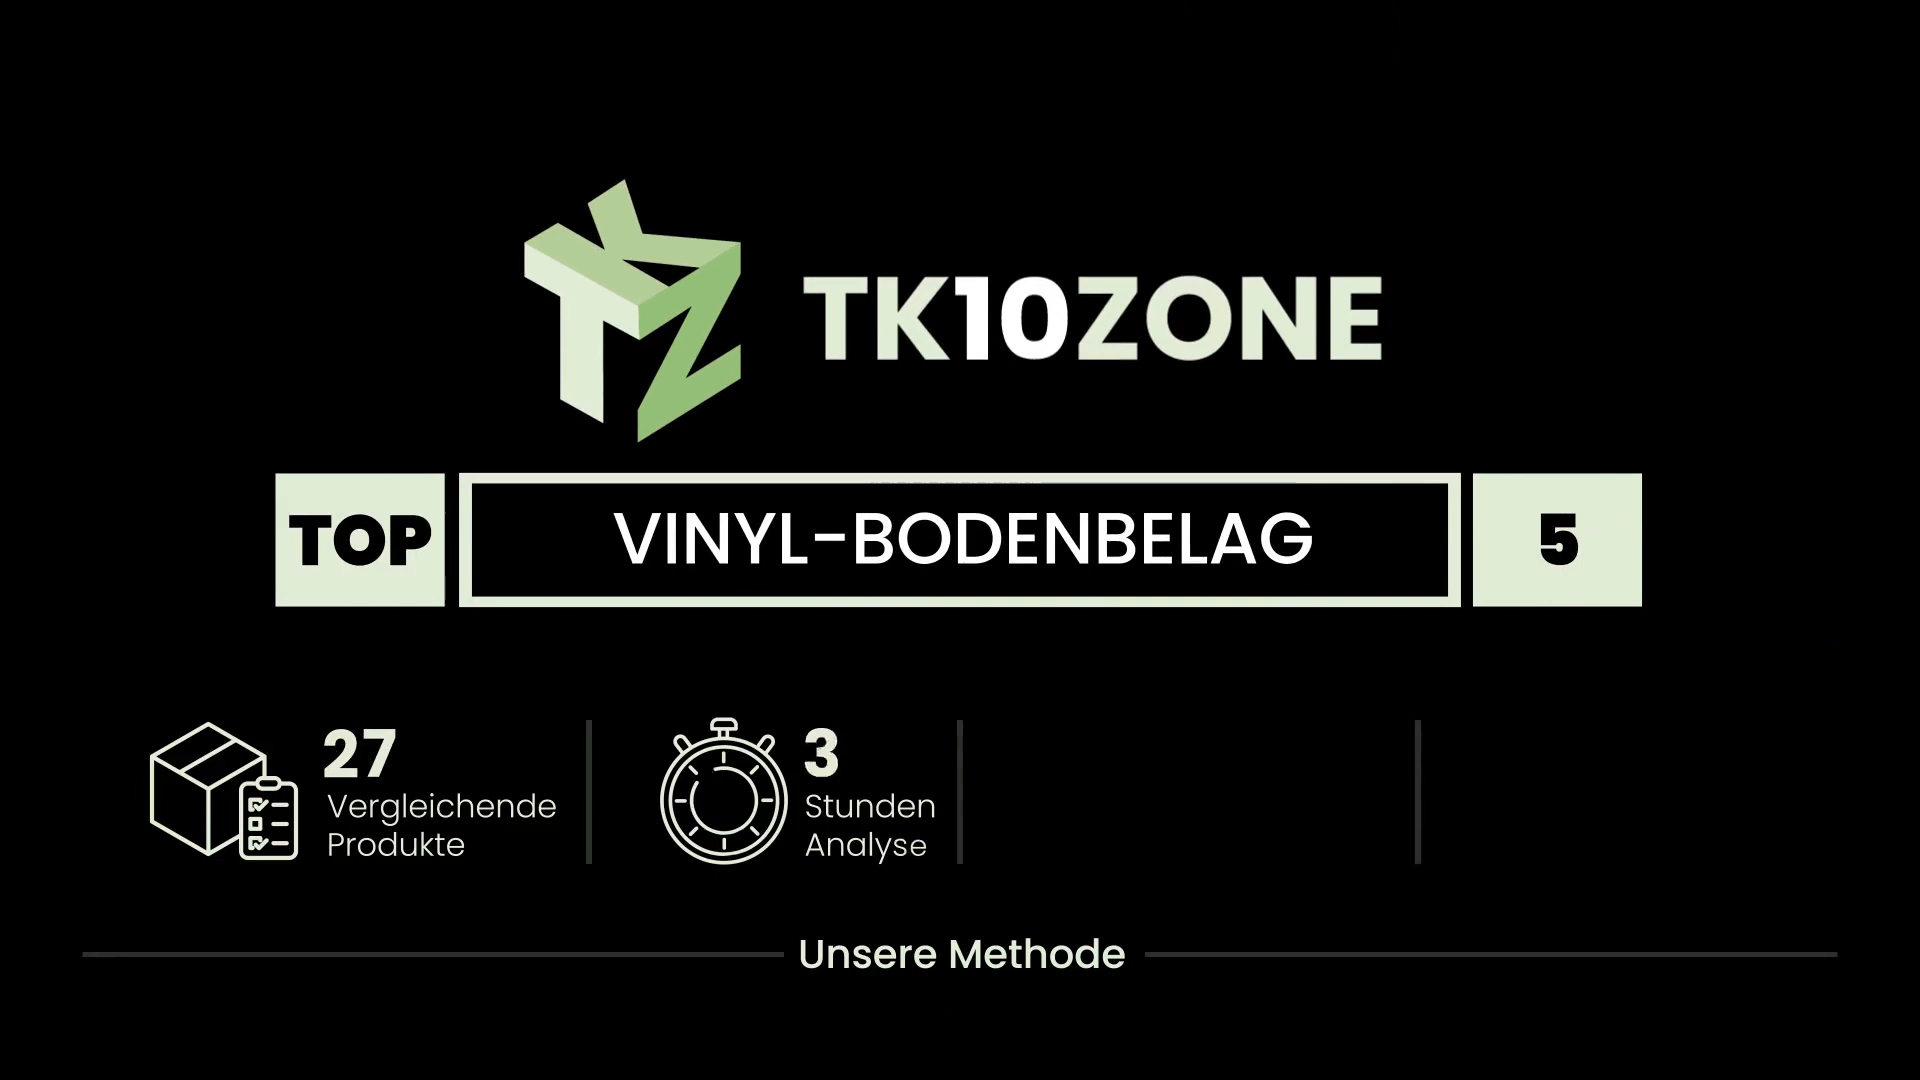 TK10ZONE
TOP VINYL-BODENBELAG 5
27
Vergleichende
Produkte
3
Stunden
Analyse
Unsere Methode